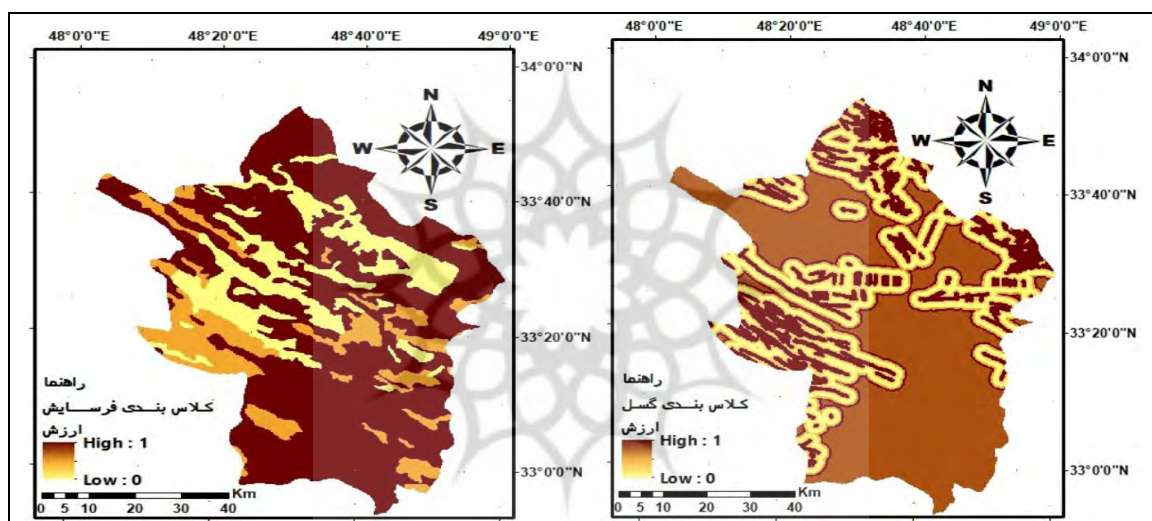 48°0'0"E 48°20'0"E 48°40'0"E 49°0'0"E
34°0'0"N
N
W E
S
33°40'0"N
33°20'0"N
33°0'0"N
راهنما
کلاس بندی فرسایش
ارزش
High : 1
Low : 0
Km
0 5 10 20 30 40
48°0'0"E 48°20'0"E 48°40'0"E 49°0'0"E
34°0'0"N
N
W E
S
33°40'0"N
33°20'0"N
33°0'0"N
راهنما
کلاس بندی گسل
ارزش
High : 1
Low : 0
Km
0 5 10 20 30 40